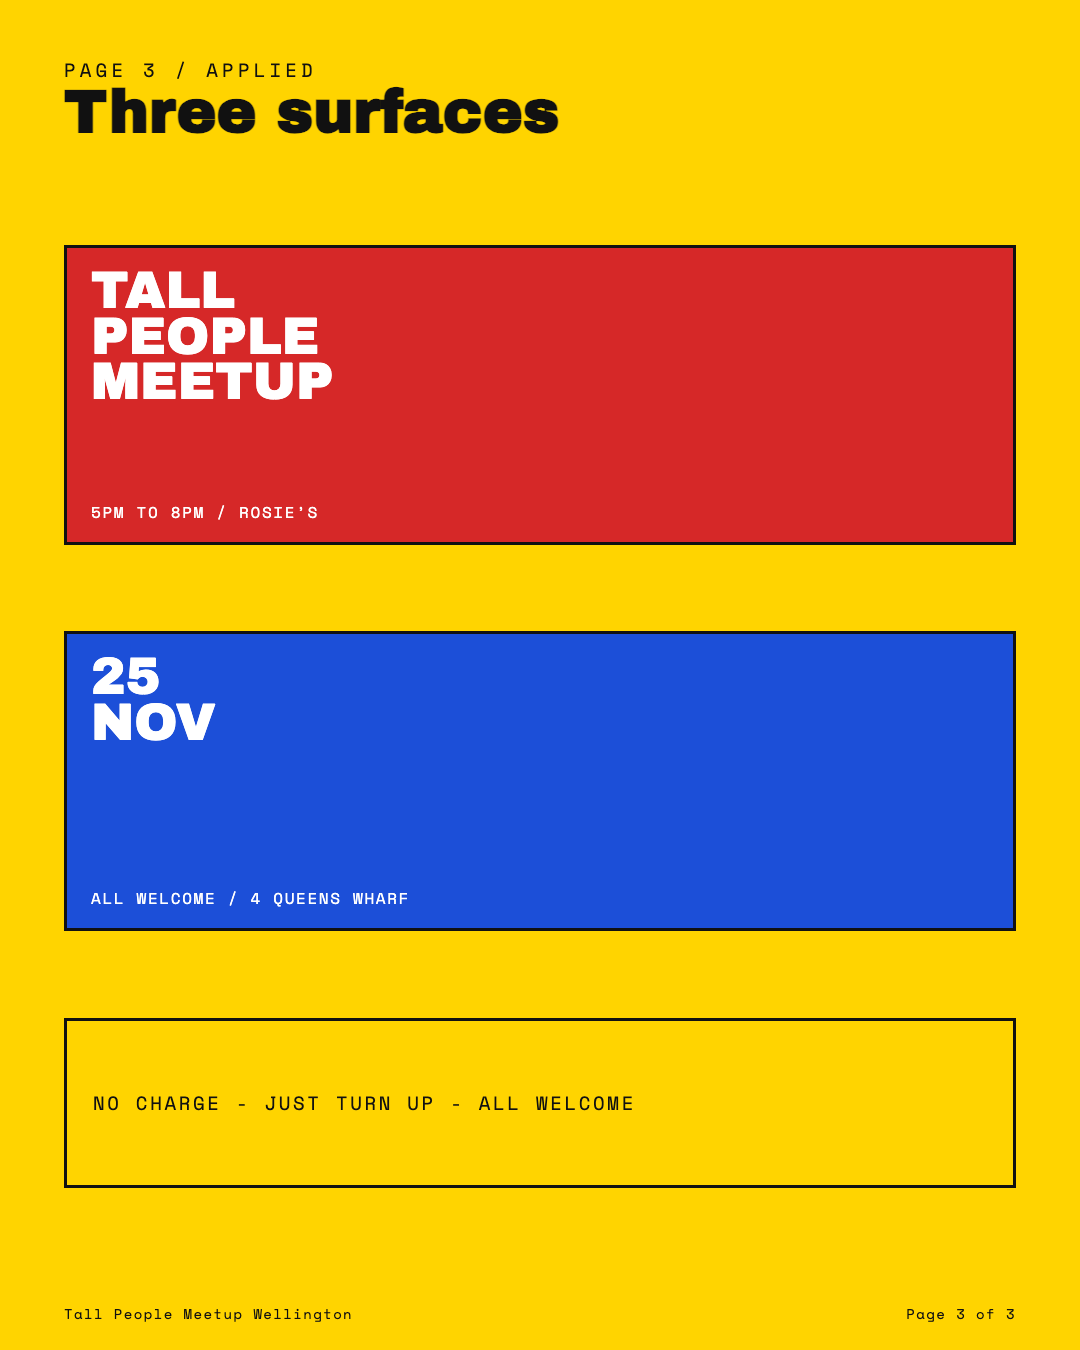 PAGE 3 / APPLIED
Three surfaces
TALL
PEOPLE
MEETUP
5PM TO 8PM / ROSIE’S
25
NOV
ALL WELCOME / 4 QUEENS WHARF
NO CHARGE - JUST TURN UP - ALL WELCOME
Tall People Meetup Wellington
Page 3 of 3